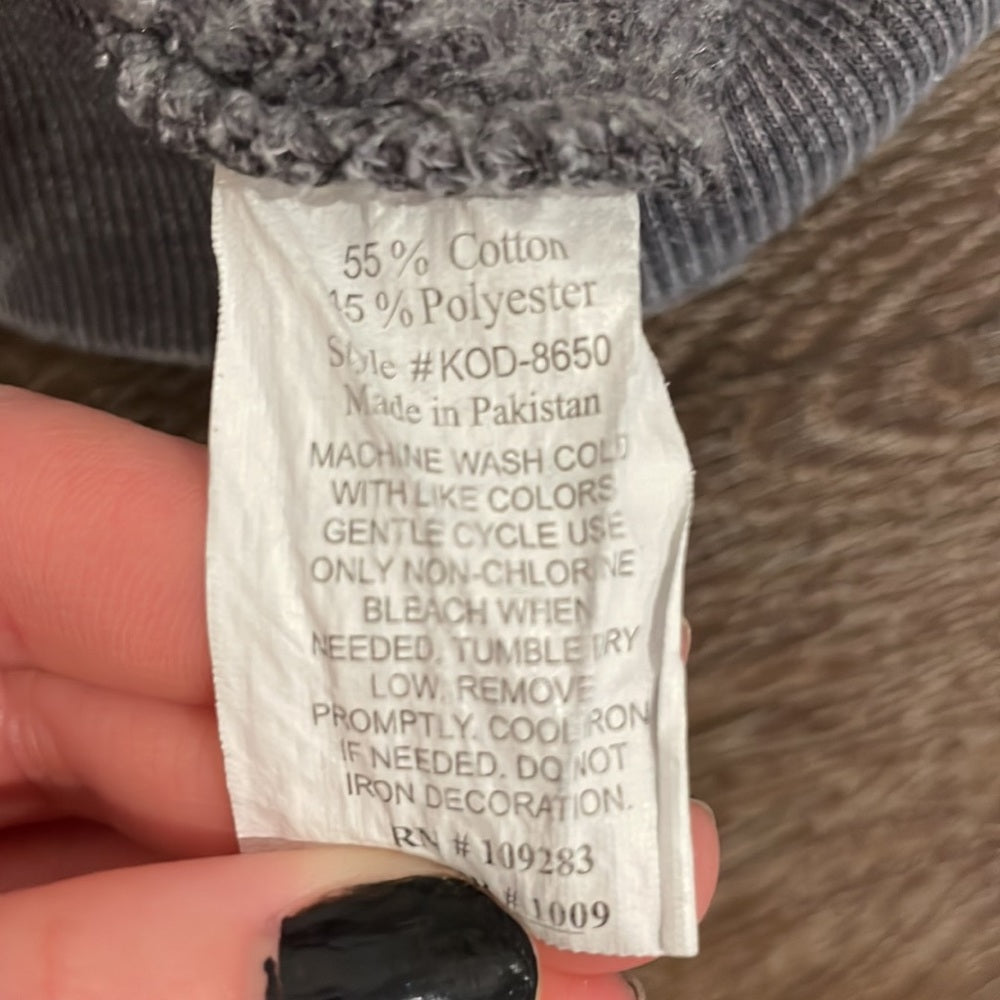 55% Cotton
45% Polyester
Style #KOD-8650
Made in Pakistan
MACHINE WASH COLD
WITH LIKE COLORS
GENTLE CYCLE USE
ONLY NON-CHLORINE
BLEACH WHEN
NEEDED. TUMBLE DRY
LOW. REMOVE
PROMPTLY. COOL IRON
IF NEEDED. DO NOT
IRON DECORATION.
RN # 109283
# 1009